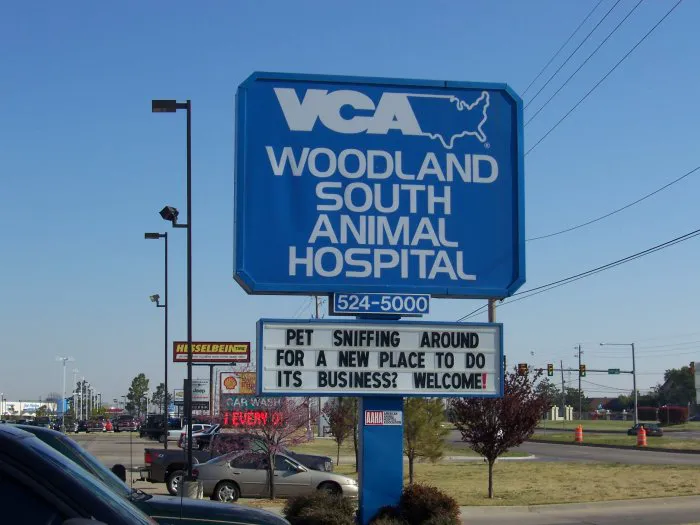 VCA
WOODLAND
SOUTH
ANIMAL
HOSPITAL
524-5000
PET SNIFFING AROUND
FOR A NEW PLACE TO DO
ITS BUSINESS? WELCOME!
HESSELBEIN
CAR WASH
AAHA